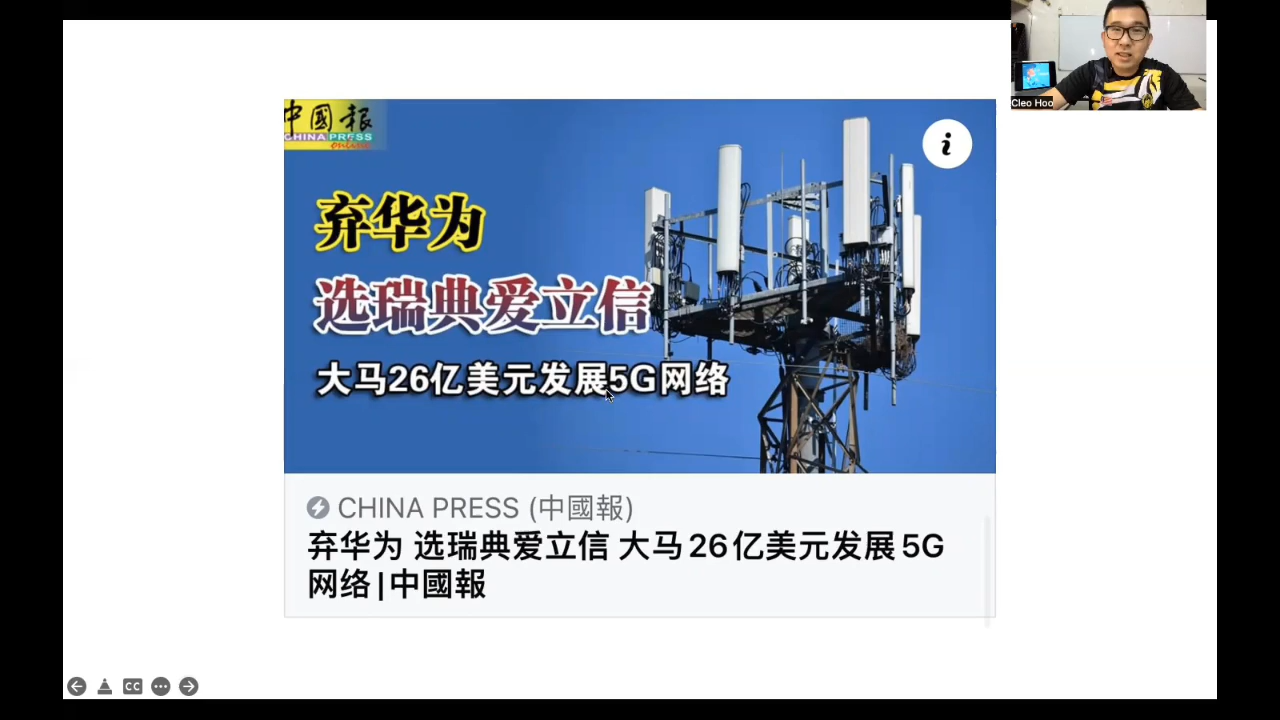 中國報
CHINA PRESS
online
弃华为
选瑞典爱立信
大马26亿美元发展5G网络
i
CHINA PRESS (中國報)
弃华为 选瑞典爱立信 大马26亿美元发展5G
网络|中國報
Cleo Hoo
CC